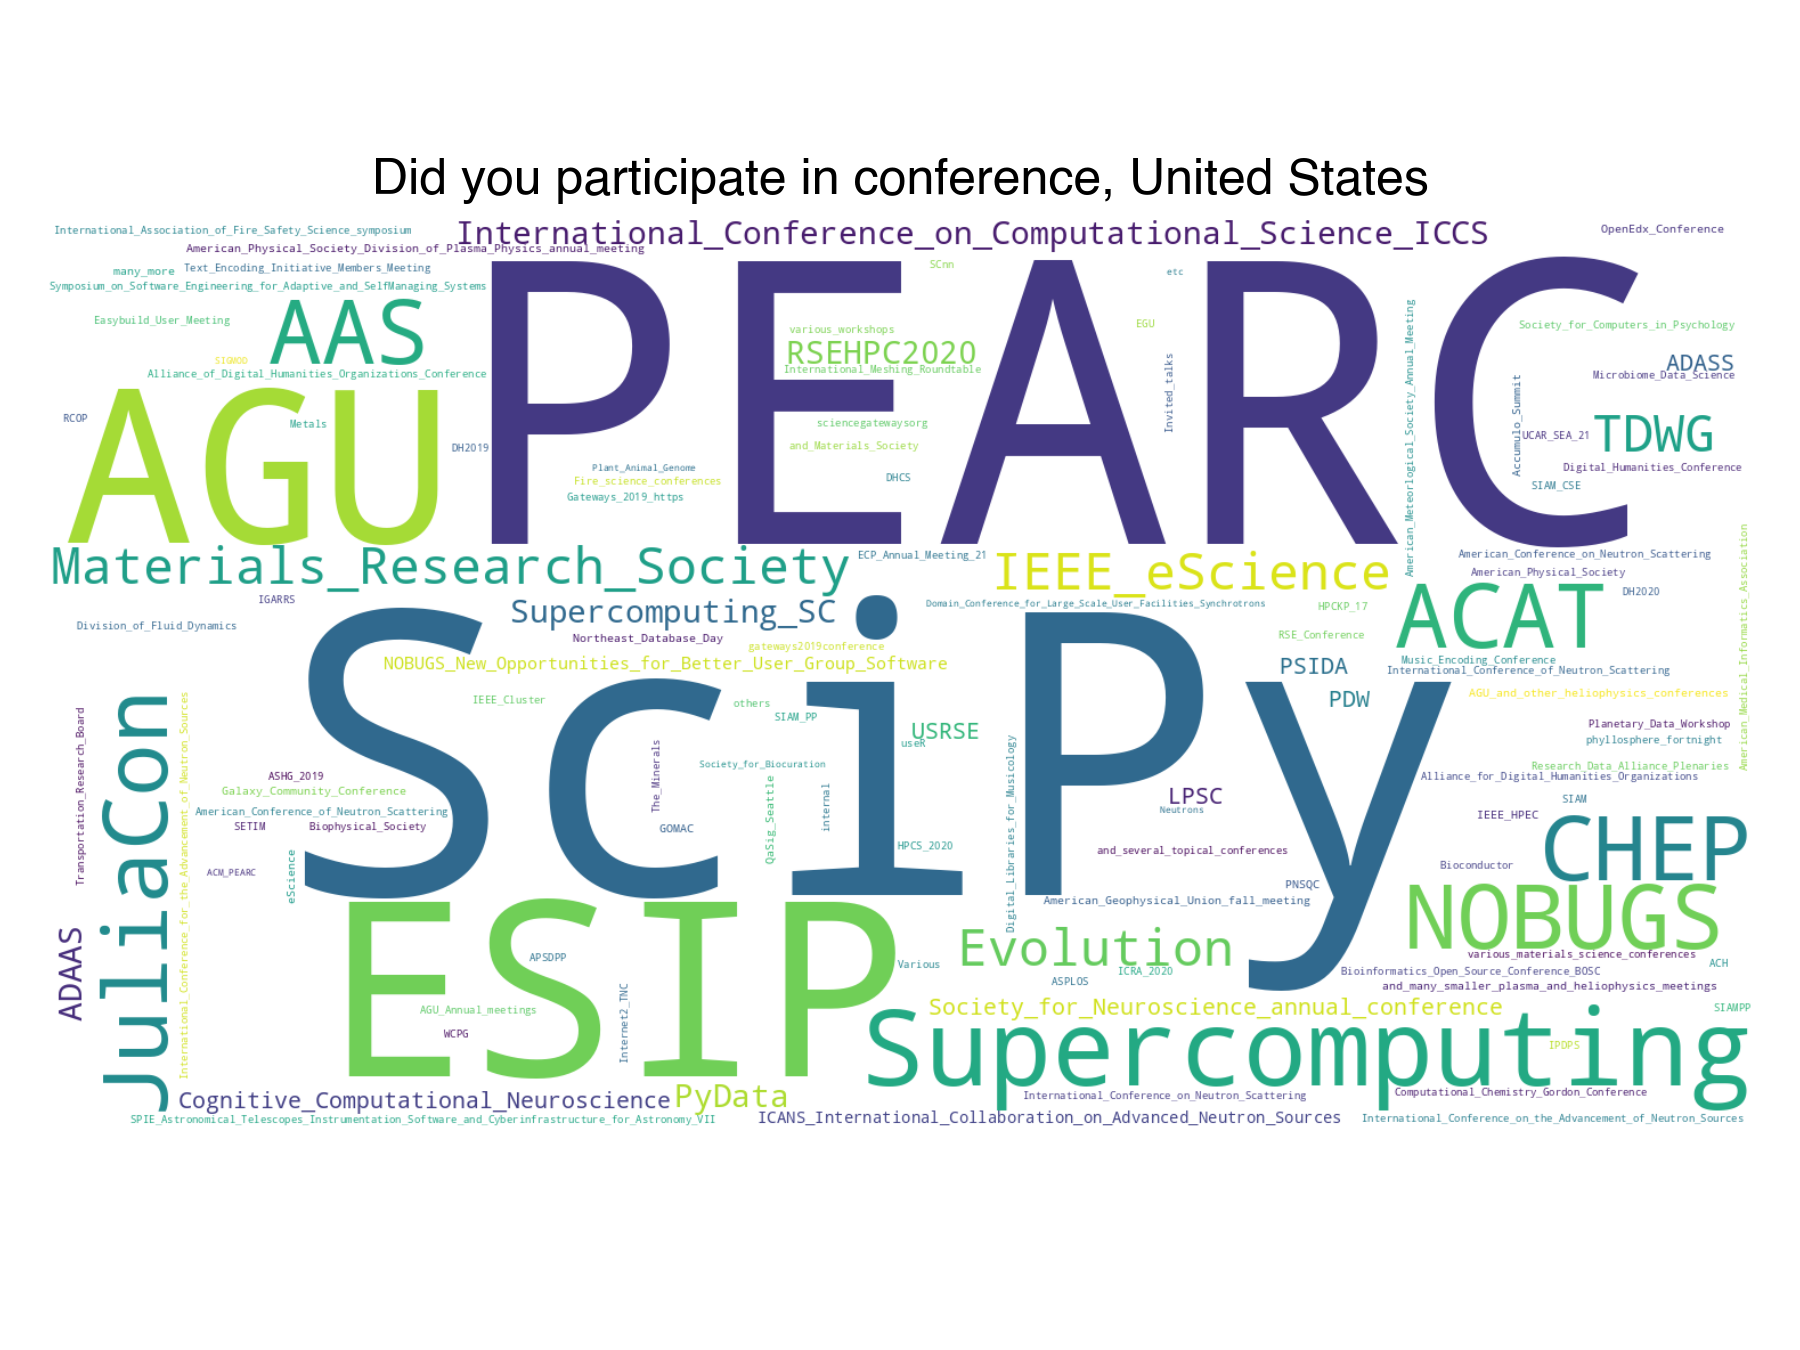 Did you participate in conference, United States
International_Association_of_Fire_Safety_Science_symposium
International_Conference_on_Computational_Science_ICCS
OpenEdx_Conference
American_Physical_Society_Division_of_Plasma_Physics_annual_meeting
many_more
Text_Encoding_Initiative_Members_Meeting
SCnn
etc
Symposium_on_Software_Engineering_for_Adaptive_and_SelfManaging_Systems
PEARC
Easybuild_User_Meeting
AAS
various_workshops
EGU
Society_for_Computers_in_Psychology
SIGMOD
RSEHPC2020
ADASS
Alliance_of_Digital_Humanities_Organizations_Conference
International_Meshing_Roundtable
Invited_talks
American_Meteorlogical_Society_Annual_Meeting
Accumulo_Summit
Microbiome_Data_Science
AGU
RCOP
Metals
sciencegatewaysorg
TDWG
DH2019
and_Materials_Society
UCAR_SEA_21
Plant_Animal_Genome
Digital_Humanities_Conference
Fire_science_conferences
DHCS
SIAM_CSE
Gateways_2019_https
Materials_Research_Society
ECP_Annual_Meeting_21
IEEE_eScience
American_Conference_on_Neutron_Scattering
American_Physical_Society
American_Medical_Informatics_Association
IGARRS
Supercomputing_SC
Domain_Conference_for_Large_Scale_User_Facilities_Synchrotrons
HPCKP_17
ACAT
DH2020
Division_of_Fluid_Dynamics
Northeast_Database_Day
gateways2019conference
RSE_Conference
NOBUGS_New_Opportunities_for_Better_User_Group_Software
PSIDA
Music_Encoding_Conference
International_Conference_of_Neutron_Scattering
SciPy
IEEE_Cluster
others
PDW
AGU_and_other_heliophysics_conferences
SIAM_PP
USRSE
useR
Planetary_Data_Workshop
phyllosphere_fortnight
JuliaCon
Transportation_Research_Board
International_Conference_for_the_Advancement_of_Neutron_Sources
ASHG_2019
Galaxy_Community_Conference
The_Minerals
Society_for_Biocuration
QaSig_Seattle
internal
Digital_Libraries_for_Musicology
Research_Data_Alliance_Plenaries
Alliance_for_Digital_Humanities_Organizations
LPSC
Neutrons
SIAM
American_Conference_of_Neutron_Scattering
IEEE_HPEC
SETIM
Biophysical_Society
GOMAC
CHEP
HPCS_2020
and_several_topical_conferences
eScience
ACM_PEARC
Bioconductor
PNSQC
American_Geophysical_Union_fall_meeting
NOBUGS
ESIP
ADAAS
Evolution
APSDPP
Various
various_materials_science_conferences
ACH
ICRA_2020
Bioinformatics_Open_Source_Conference_BOSC
ASPLOS
and_many_smaller_plasma_and_heliophysics_meetings
AGU_Annual_meetings
Internet2_TNC
Society_for_Neuroscience_annual_conference
SIAMPP
WCPG
Supercomputing
IPDPS
Cognitive_Computational_Neuroscience
PyData
International_Conference_on_Neutron_Scattering
Computational_Chemistry_Gordon_Conference
SPIE_Astronomical_Telescopes_Instrumentation_Software_and_Cyberinfrastructure_for_Astronomy_VII
ICANS_International_Collaboration_on_Advanced_Neutron_Sources
International_Conference_on_the_Advancement_of_Neutron_Sources